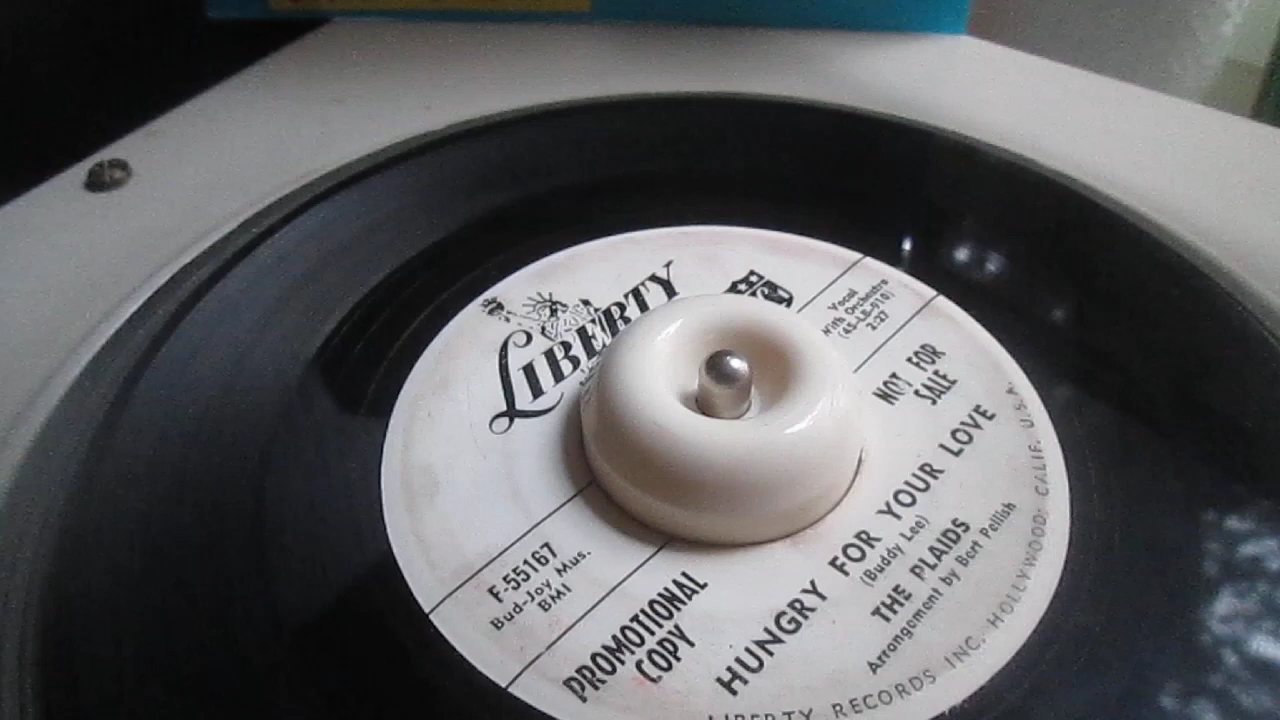 LIBERTY
Vocal
With Orchestra
(45-LB-910)
2:27
F-55167
Bud-Joy Mus.
BMI
NOT FOR
SALE
PROMOTIONAL
COPY
HUNGRY FOR YOUR LOVE
(Buddy Lee)
THE PLAIDS
Arrangement by Bert Pellish
LIBERTY RECORDS INC. HOLLYWOOD, CALIF. U.S.A.